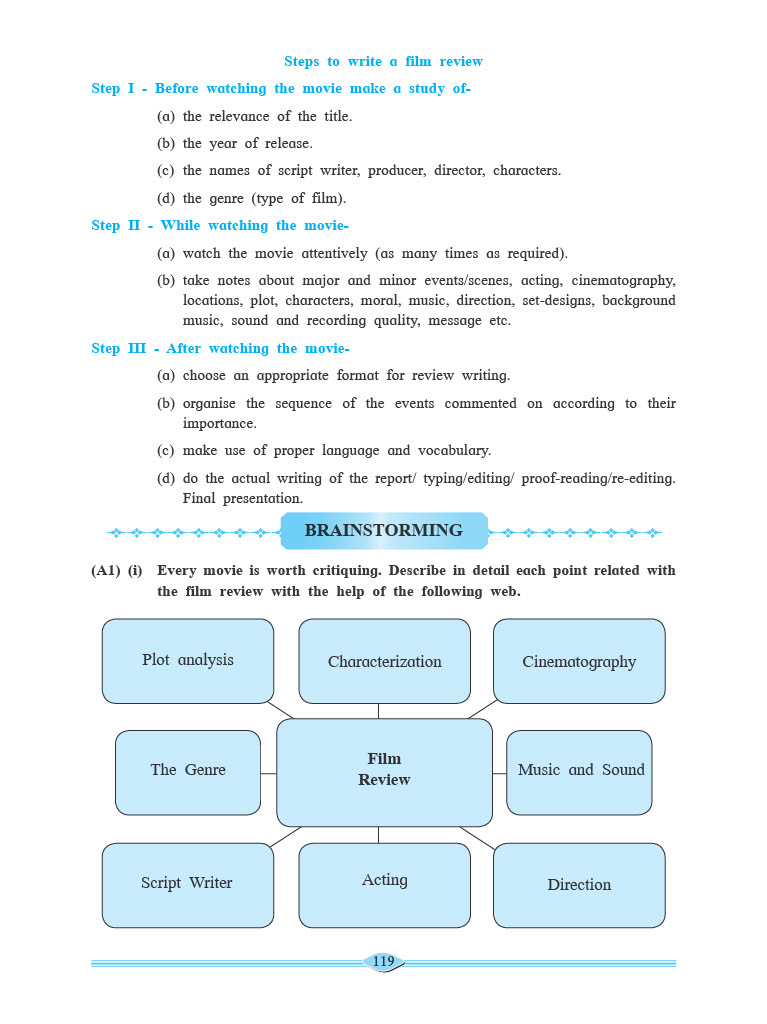 Steps to write a film review
Step I - Before watching the movie make a study of-
(a) the relevance of the title.
(b) the year of release.
(c) the names of script writer, producer, director, characters.
(d) the genre (type of film).
Step II - While watching the movie-
(a) watch the movie attentively (as many times as required).
(b) take notes about major and minor events/scenes, acting, cinematography,
locations, plot, characters, moral, music, direction, set-designs, background
music, sound and recording quality, message etc.
Step III - After watching the movie-
(a) choose an appropriate format for review writing.
(b) organise the sequence of the events commented on according to their
importance.
(c) make use of proper language and vocabulary.
(d) do the actual writing of the report/ typing/editing/ proof-reading/re-editing.
Final presentation.
BRAINSTORMING
(A1) (i) Every movie is worth critiquing. Describe in detail each point related with
the film review with the help of the following web.
Plot analysis
Characterization
Cinematography
The Genre
Film
Review
Music and Sound
Script Writer
Acting
Direction
119